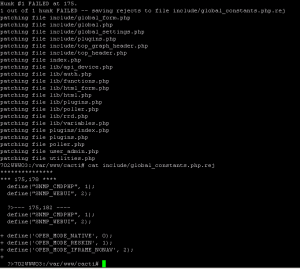 Hunk #1 FAILED at 175.
1 out of 1 hunk FAILED -- saving rejects to file include/global_constants.php.rej
patching file include/global_form.php
patching file include/global.php
patching file include/global_settings.php
patching file include/plugins.php
patching file include/top_graph_header.php
patching file include/top_header.php
patching file index.php
patching file lib/api_device.php
patching file lib/auth.php
patching file lib/functions.php
patching file lib/html_form.php
patching file lib/html.php
patching file lib/plugins.php
patching file lib/poller.php
patching file lib/rrd.php
patching file lib/variables.php
patching file plugins/index.php
patching file plugins.php
patching file poller.php
patching file user_admin.php
patching file utilities.php
702WWW03:/var/www/cacti# cat include/global_constants.php.rej
***************
*** 175,178 ****
define("SNMP_CMDPHP", 1);
define("SNMP_WEBUI", 2);
?>--- 175,181 ----
define("SNMP_CMDPHP", 1);
define("SNMP_WEBUI", 2);
+ define('OPER_MODE_NATIVE', 0);
+ define('OPER_MODE_RESKIN', 1);
+ define('OPER_MODE_IFRAME_NONAV', 2);
+
?>702WWW03:/var/www/cacti#